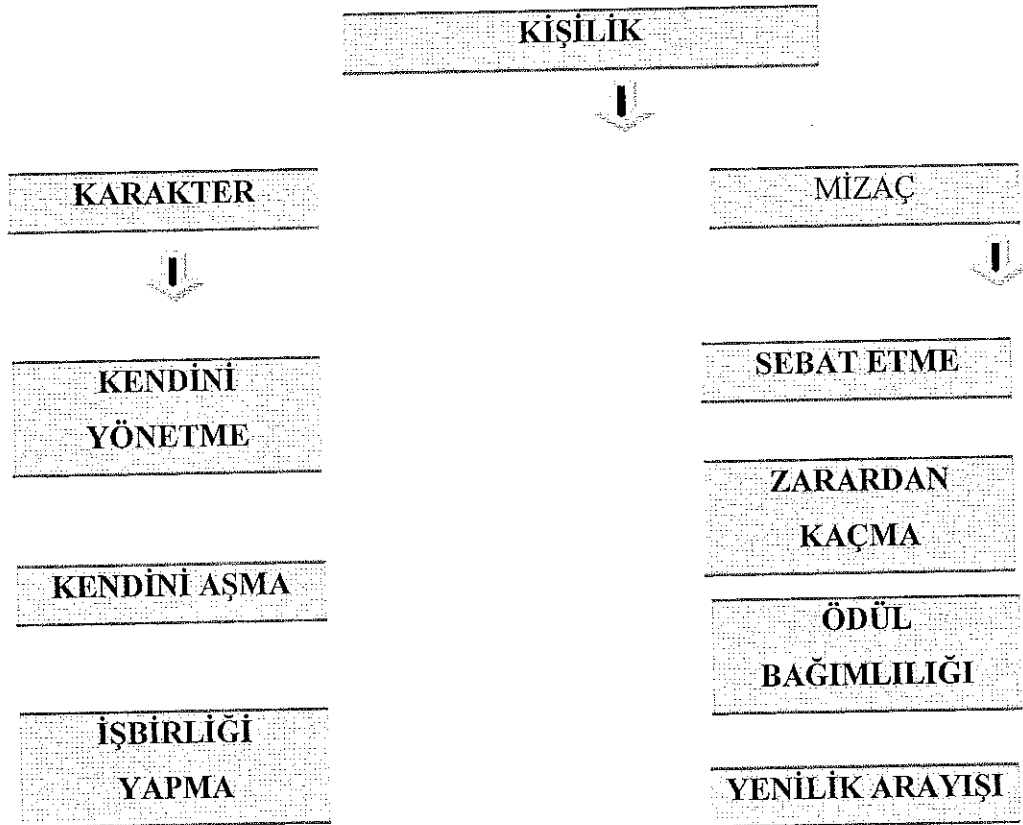 KİŞİLİK
KARAKTER
MİZAÇ
KENDİNİ
YÖNETME
KENDİNİ AŞMA
İŞBİRLİĞİ
YAPMA
SEBAT ETME
ZARARDAN
KAÇMA
ÖDÜL
BAĞIMLILIĞI
YENİLİK ARAYIŞI